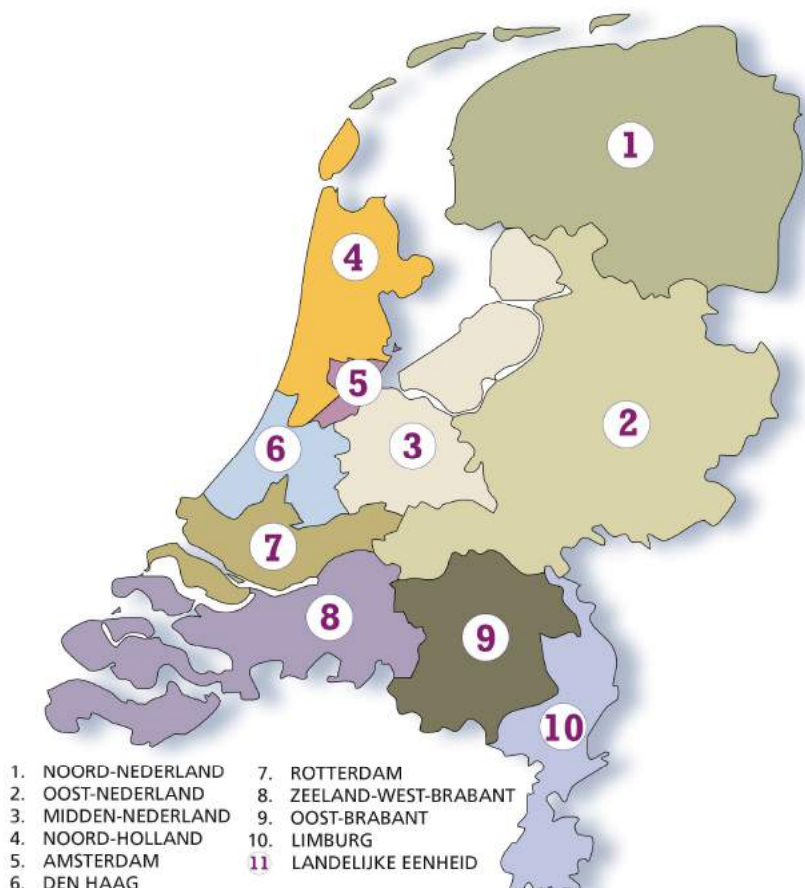 1
4
5
3
2
6
7
8
9
10
1. NOORD-NEDERLAND
2. OOST-NEDERLAND
3. MIDDEN-NEDERLAND
4. NOORD-HOLLAND
5. AMSTERDAM
6. DEN HAAG
7. ROTTERDAM
8. ZEELAND-WEST-BRABANT
9. OOST-BRABANT
10. LIMBURG
11 LANDELIJKE EENHEID